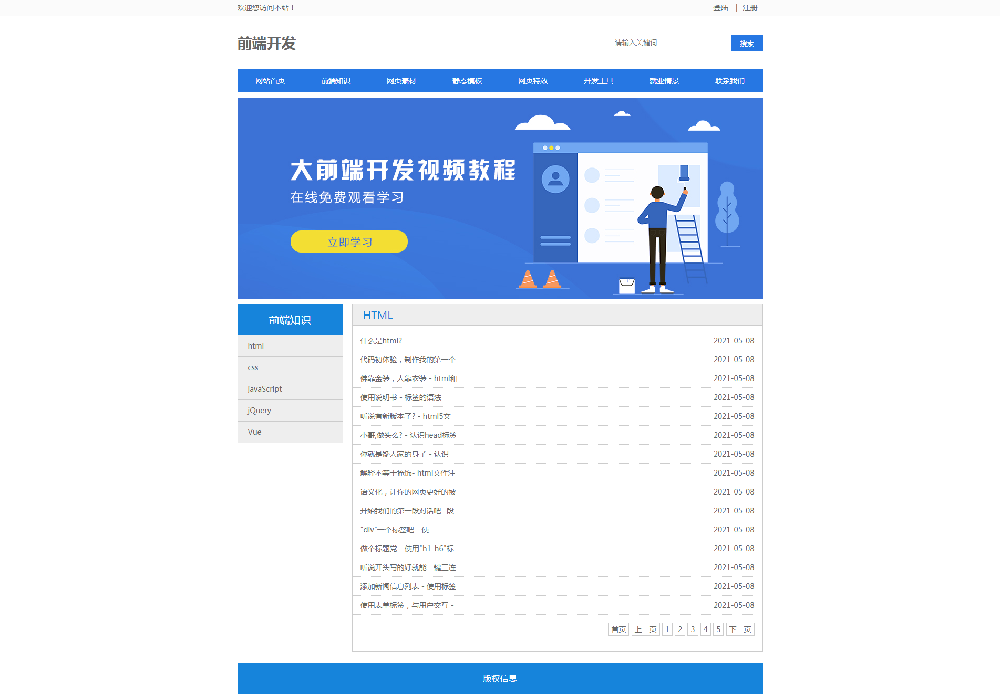 欢迎您访问本站！ 登陆 | 注册
前端开发 请输入关键词 搜索
网站首页 前端知识 网页素材 静态模板 网页特效 开发工具 就业情景 联系我们
大前端开发视频教程
在线免费观看学习
立即学习
前端知识
html
css
javaScript
jQuery
Vue
HTML
什么是html? 2021-05-08
代码初体验，制作我的第一个 2021-05-08
佛靠金装，人靠衣装 - html和 2021-05-08
使用说明书 - 标签的语法 2021-05-08
听说有新版本了? - html5文 2021-05-08
小哥,做头么? - 认识head标签 2021-05-08
你就是馋人家的身子 - 认识 2021-05-08
解释不等于掩饰- html文件注 2021-05-08
语义化，让你的网页更好的被 2021-05-08
开始我们的第一段对话吧- 段 2021-05-08
"div"一个标签吧 - 使 2021-05-08
做个标题党 - 使用"h1-h6"标 2021-05-08
听说开头写的好就能一键三连 2021-05-08
添加新闻信息列表 - 使用标签 2021-05-08
使用表单标签，与用户交互 - 2021-05-08
首页 上一页 1 2 3 4 5 下一页
版权信息